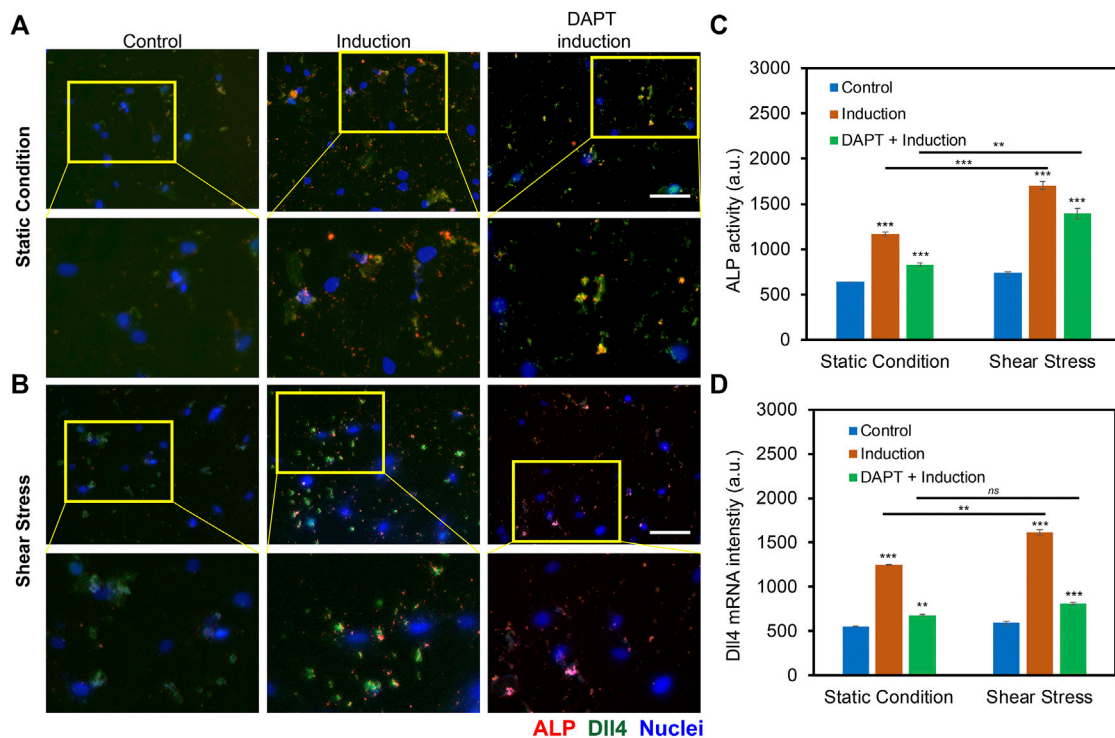 A
Control
Induction
DAPT
induction
Static Condition
B
Shear Stress
ALP Dll4 Nuclei
C
3000
2500
2000
1500
1000
500
0
ALP activity (a.u.)
Control
Induction
DAPT + Induction
**
***
***
***
***
***
Static Condition
Shear Stress
D
3000
2500
2000
1500
1000
500
0
Dll4 mRNA intenstiy (a.u.)
Control
Induction
DAPT + Induction
ns
**
***
***
**
***
Static Condition
Shear Stress